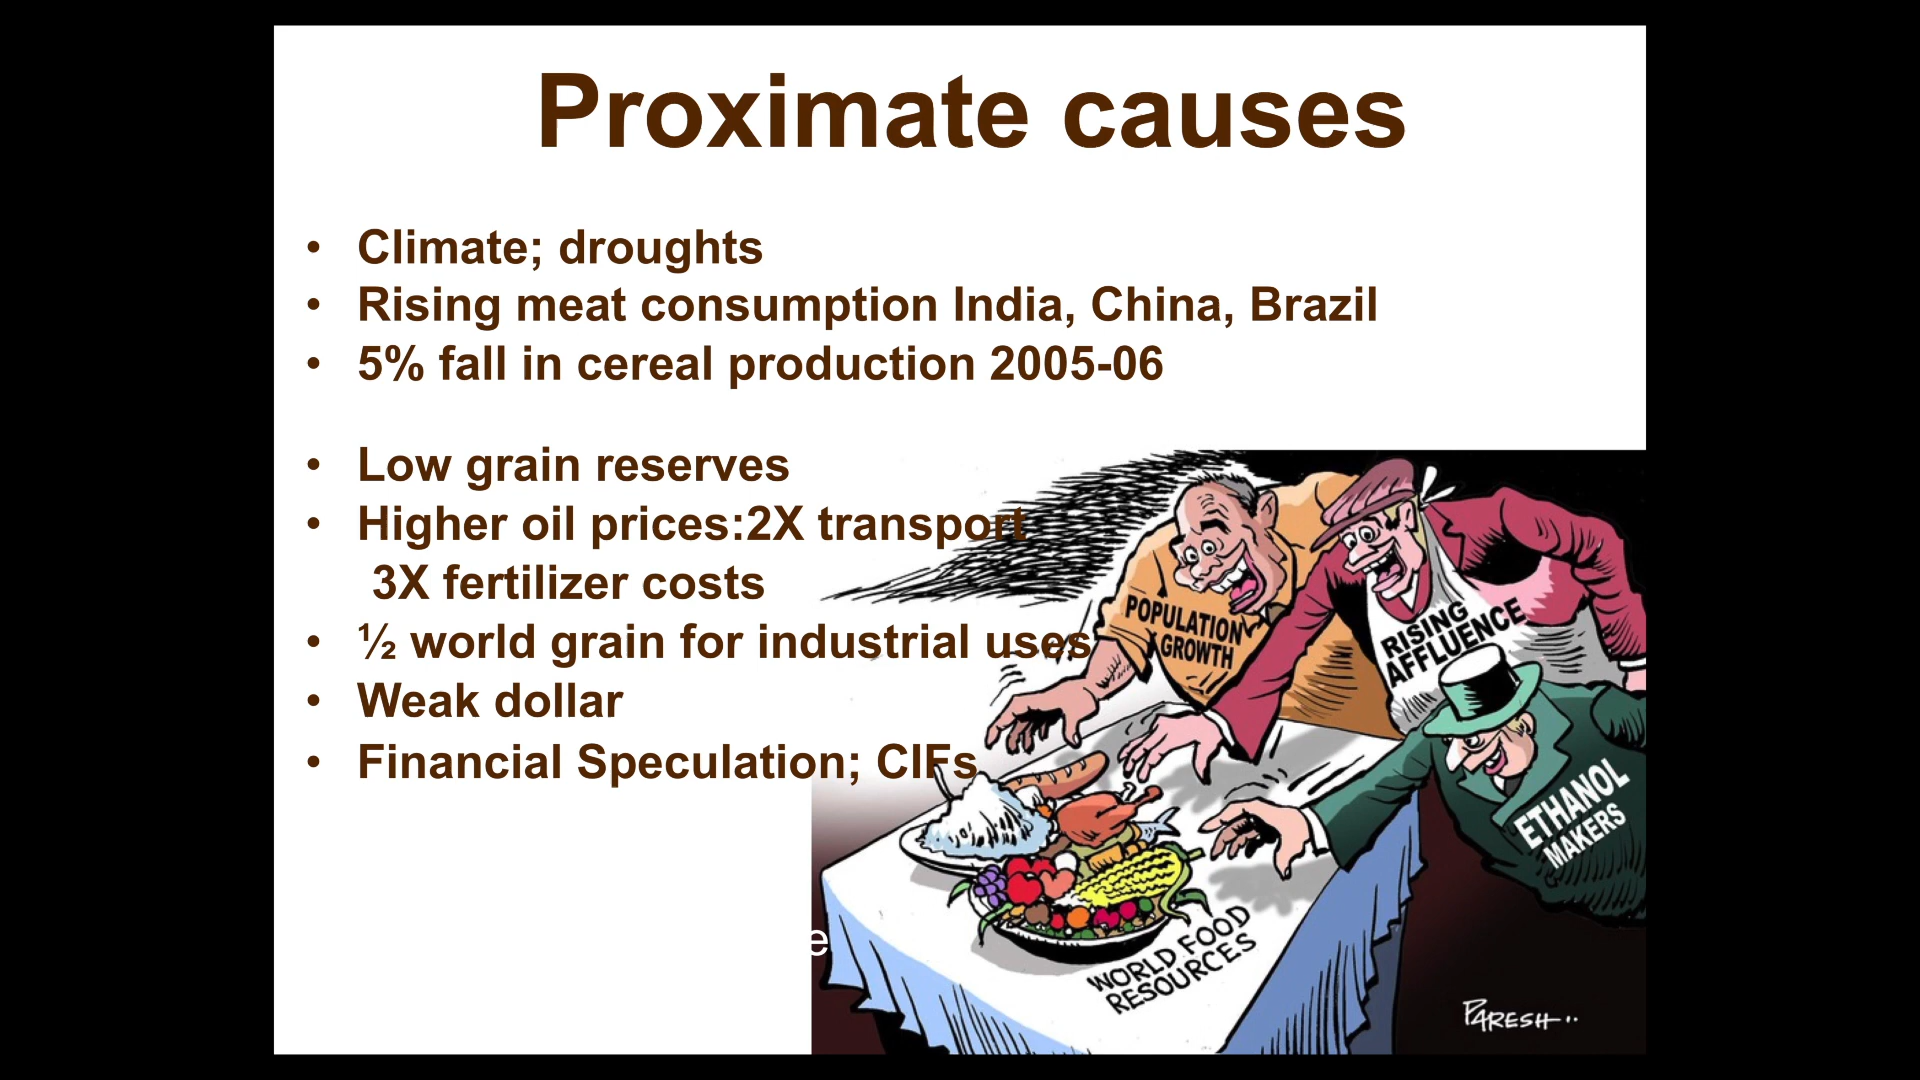 Proximate causes
• Climate; droughts
• Rising meat consumption India, China, Brazil
• 5% fall in cereal production 2005-06
• Low grain reserves
• Higher oil prices:2X transport
3X fertilizer costs
• ½ world grain for industrial uses
• Weak dollar
• Financial Speculation; CIFs
POPULATION
GROWTH
RISING
AFFLUENCE
ETHANOL
MAKERS
WORLD FOOD
RESOURCES
e
PARESH..